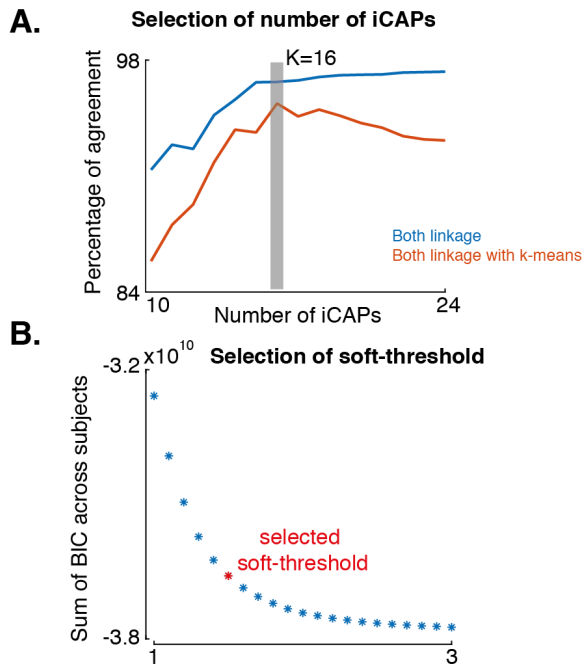 A.
Selection of number of iCAPs
98
K=16
Percentage of agreement
Both linkage
Both linkage with k-means
84
10
Number of iCAPs
24
B.
-3.2
x10^10
Selection of soft-threshold
Sum of BIC across subjects
selected
soft-threshold
-3.8
1
3